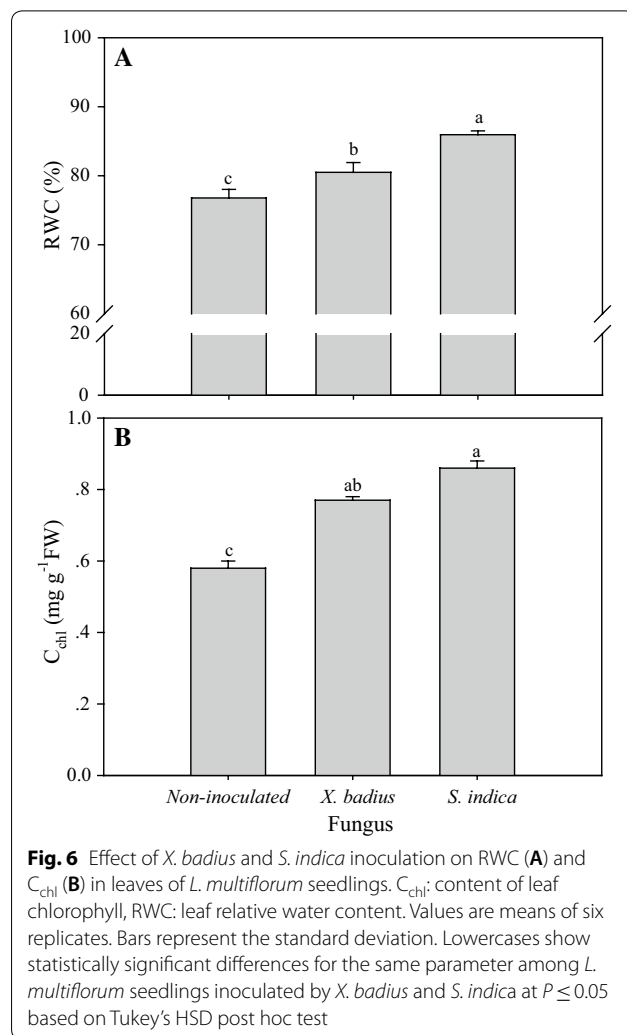 A
100
90
80
70
60
20
0
RWC (%)
c
b
a
B
1.0
.8
.6
.4
.2
0.0
C_chl (mg g⁻¹FW)
c
ab
a
Non-inoculated X. badius S. indica
Fungus
Fig. 6 Effect of X. badius and S. indica inoculation on RWC (A) and
C_chl (B) in leaves of L. multiflorum seedlings. C_chl: content of leaf
chlorophyll, RWC: leaf relative water content. Values are means of six
replicates. Bars represent the standard deviation. Lowercases show
statistically significant differences for the same parameter among L.
multiflorum seedlings inoculated by X. badius and S. indica at P ≤ 0.05
based on Tukey's HSD post hoc test